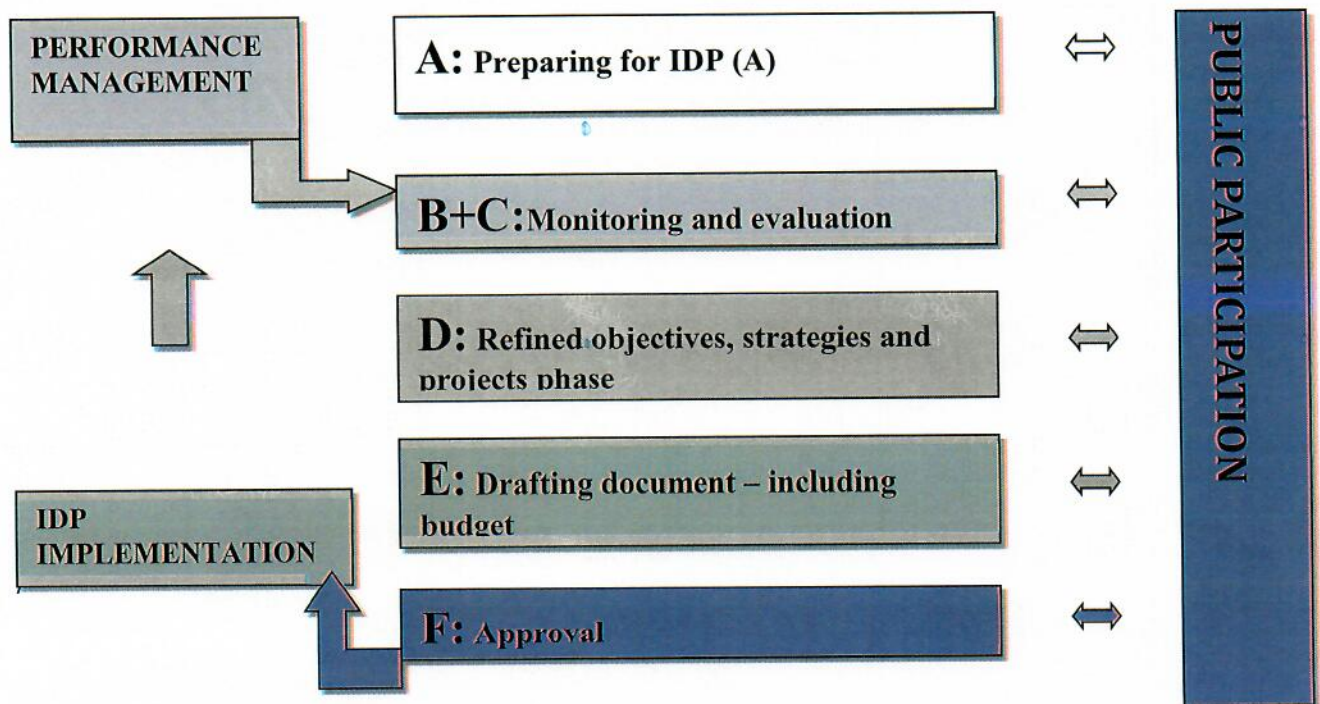 PERFORMANCE
MANAGEMENT
A: Preparing for IDP (A)
B+C:Monitoring and evaluation
D: Refined objectives, strategies and
projects phase
E: Drafting document – including
budget
IDP
IMPLEMENTATION
F: Approval
PUBLIC PARTICIPATION